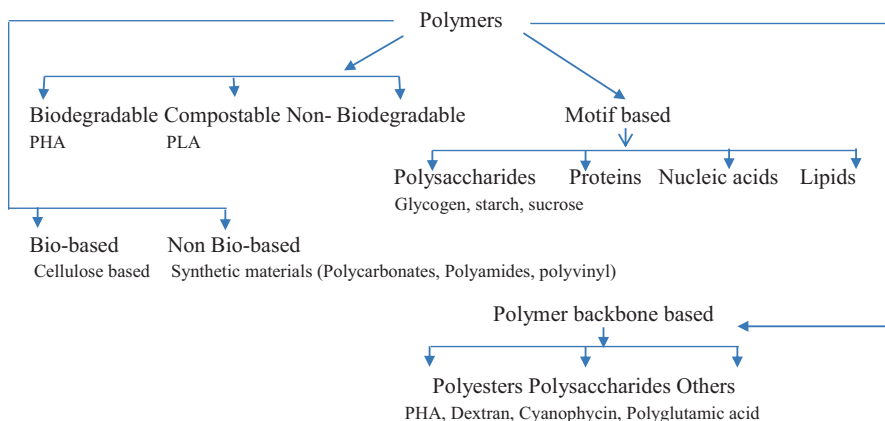 Polymers
Biodegradable Compostable Non- Biodegradable
PHA PLA
Motif based
Polysaccharides Proteins Nucleic acids Lipids
Glycogen, starch, sucrose
Bio-based Non Bio-based
Cellulose based Synthetic materials (Polycarbonates, Polyamides, polyvinyl)
Polymer backbone based
Polyesters Polysaccharides Others
PHA, Dextran, Cyanophycin, Polyglutamic acid